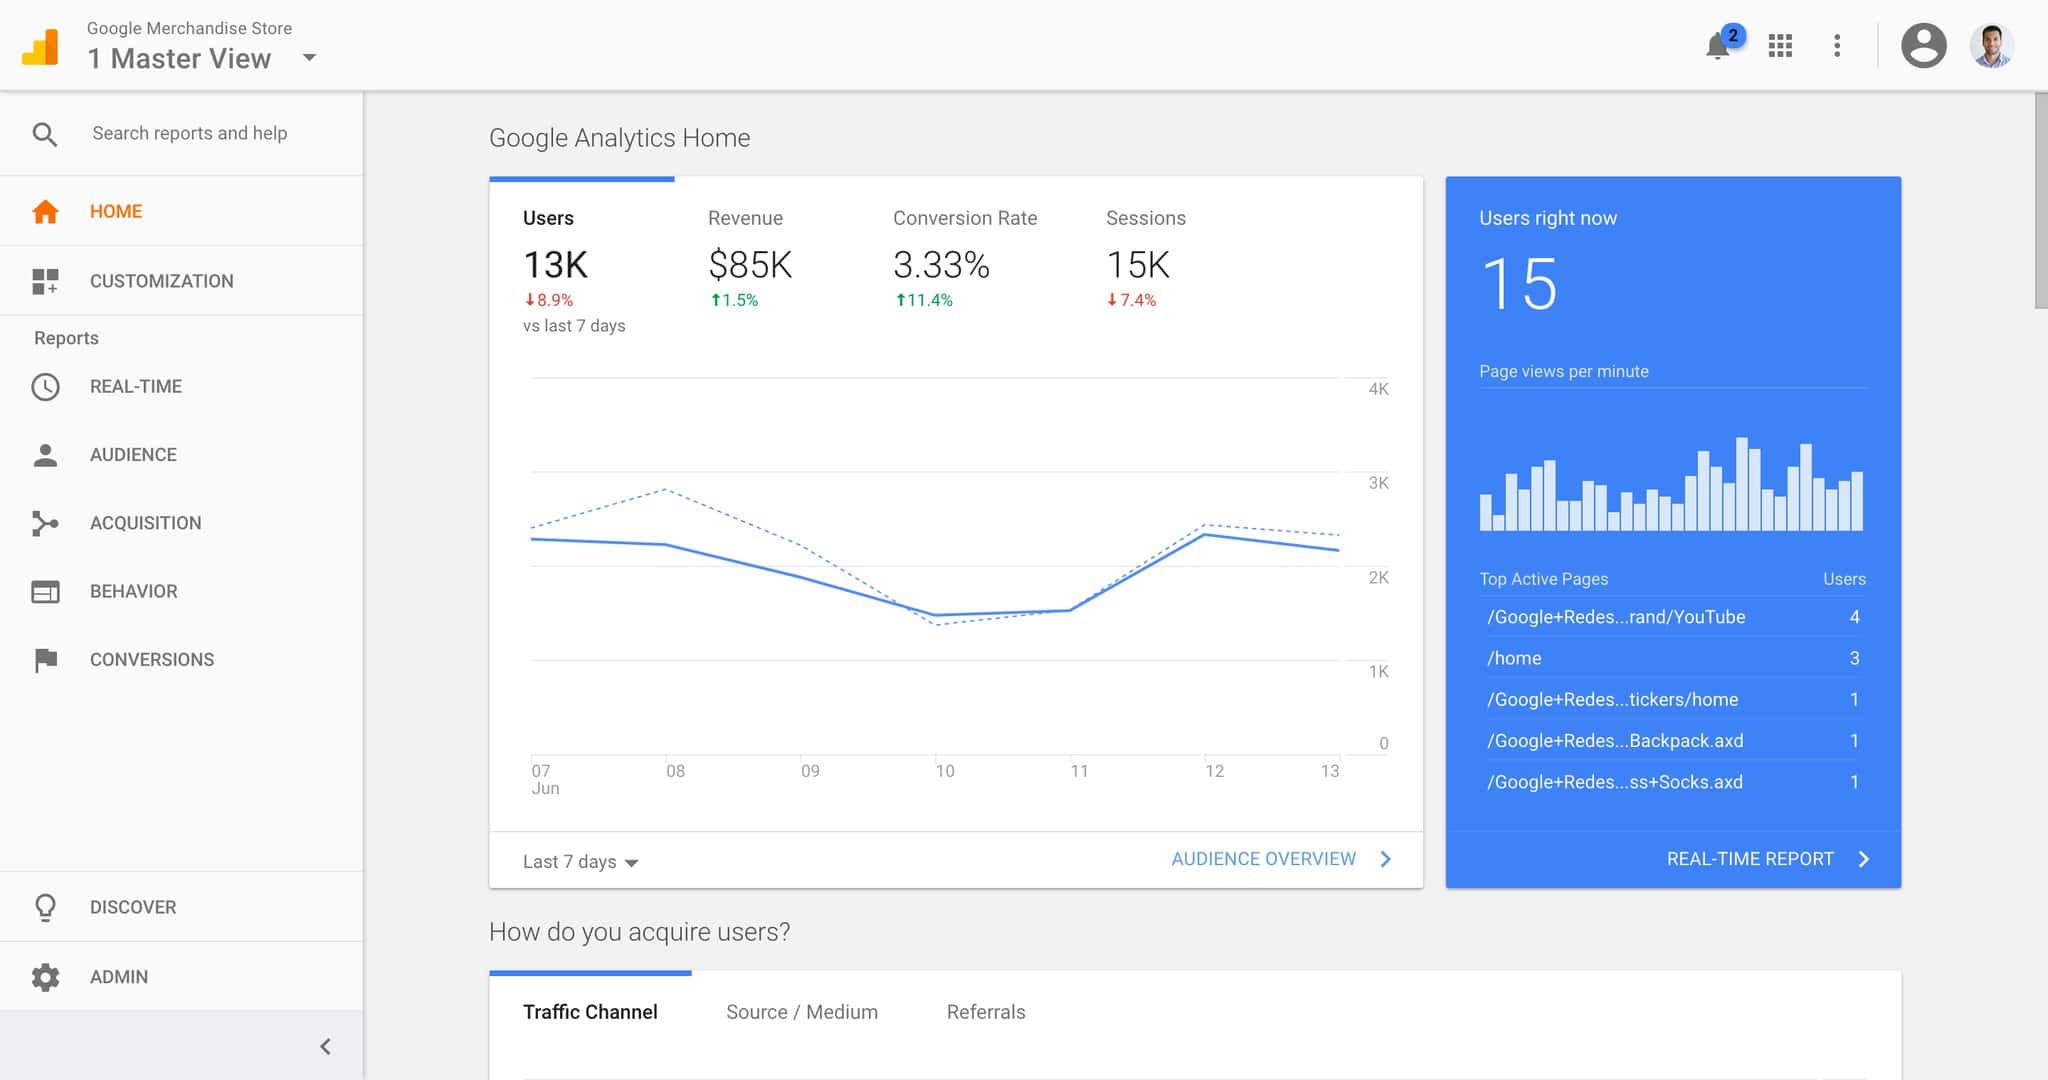 Google Merchandise Store
1 Master View
2
Search reports and help
HOME
CUSTOMIZATION
Reports
REAL-TIME
AUDIENCE
ACQUISITION
BEHAVIOR
CONVERSIONS
DISCOVER
ADMIN
Google Analytics Home
Users Revenue Conversion Rate Sessions
13K $85K 3.33% 15K
8.9% 1.5% 11.4% 7.4%
vs last 7 days
4K
3K
2K
1K
0
07 08 09 10 11 12 13
Jun
Last 7 days
AUDIENCE OVERVIEW
Users right now
15
Page views per minute
Top Active Pages Users
/Google+Redes...rand/YouTube 4
/home 3
/Google+Redes...tickers/home 1
/Google+Redes...Backpack.axd 1
/Google+Redes...ss+Socks.axd 1
REAL-TIME REPORT
How do you acquire users?
Traffic Channel Source / Medium Referrals